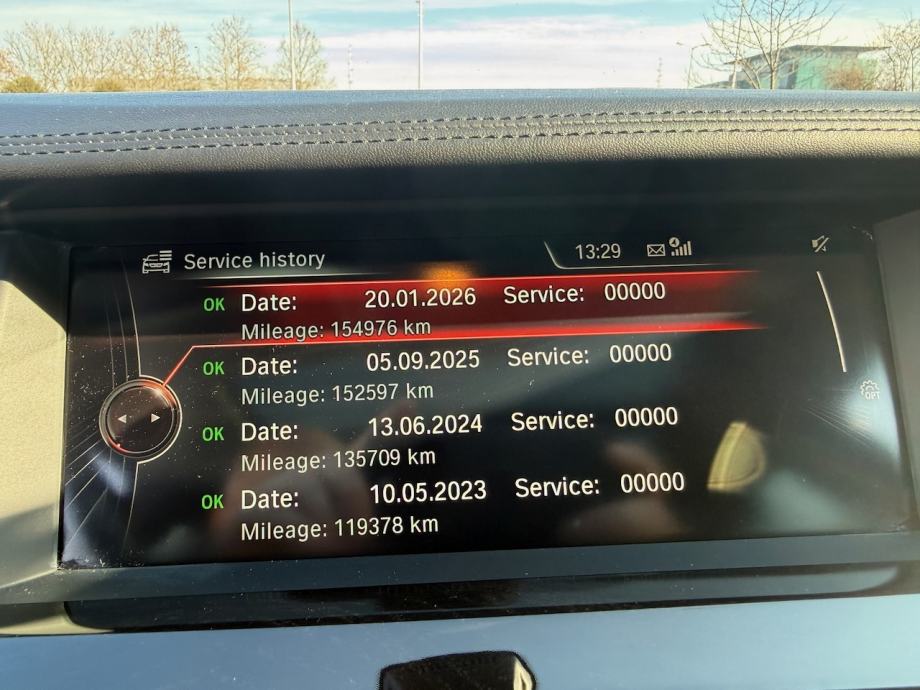 Service history 13:29
OK Date: 20.01.2026 Service: 00000
Mileage: 154976 km
OK Date: 05.09.2025 Service: 00000
Mileage: 152597 km
OK Date: 13.06.2024 Service: 00000
Mileage: 135709 km
OK Date: 10.05.2023 Service: 00000
Mileage: 119378 km
OPT